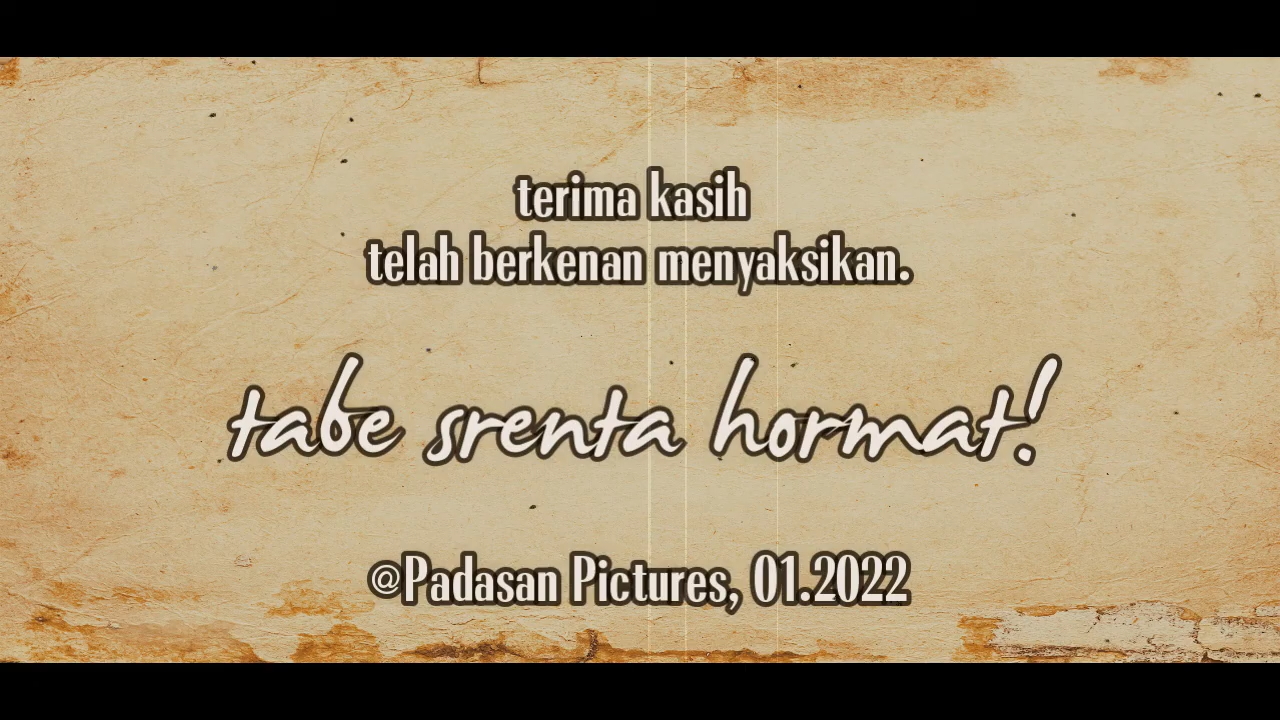 terima kasih
telah berkenan menyaksikan.
tabe srenta hormat!
@Padasan Pictures, 01.2022